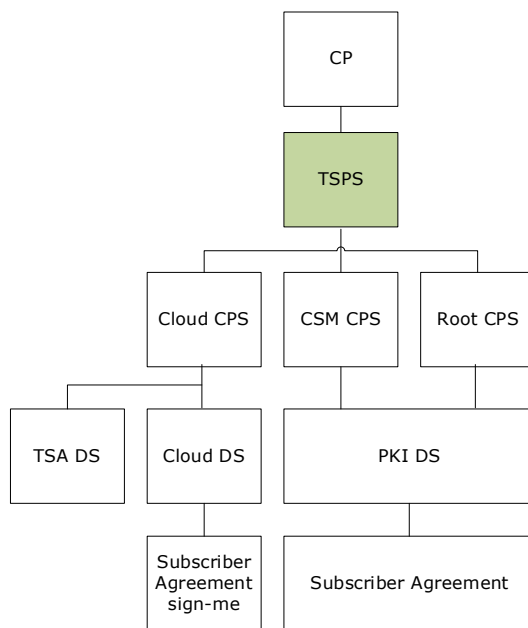 CP
TSPS
Cloud CPS
CSM CPS
Root CPS
TSA DS
Cloud DS
PKI DS
Subscriber
Agreement
sign-me
Subscriber Agreement